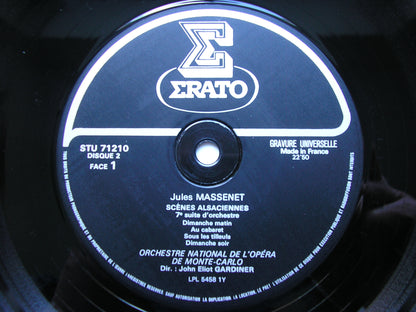 ΣRATO
STU 71210
DISQUE 2
FACE 1
GRAVURE UNIVERSELLE
Made in France
22'50
Jules MASSENET
SCÈNES ALSACIENNES
7e suite d'orchestre
Dimanche matin
Au cabaret
Sous les tilleuls
Dimanche soir
ORCHESTRE NATIONAL DE L'OPÉRA
DE MONTE-CARLO
Dir. : John Eliot GARDINER
LPL 5458 1Y